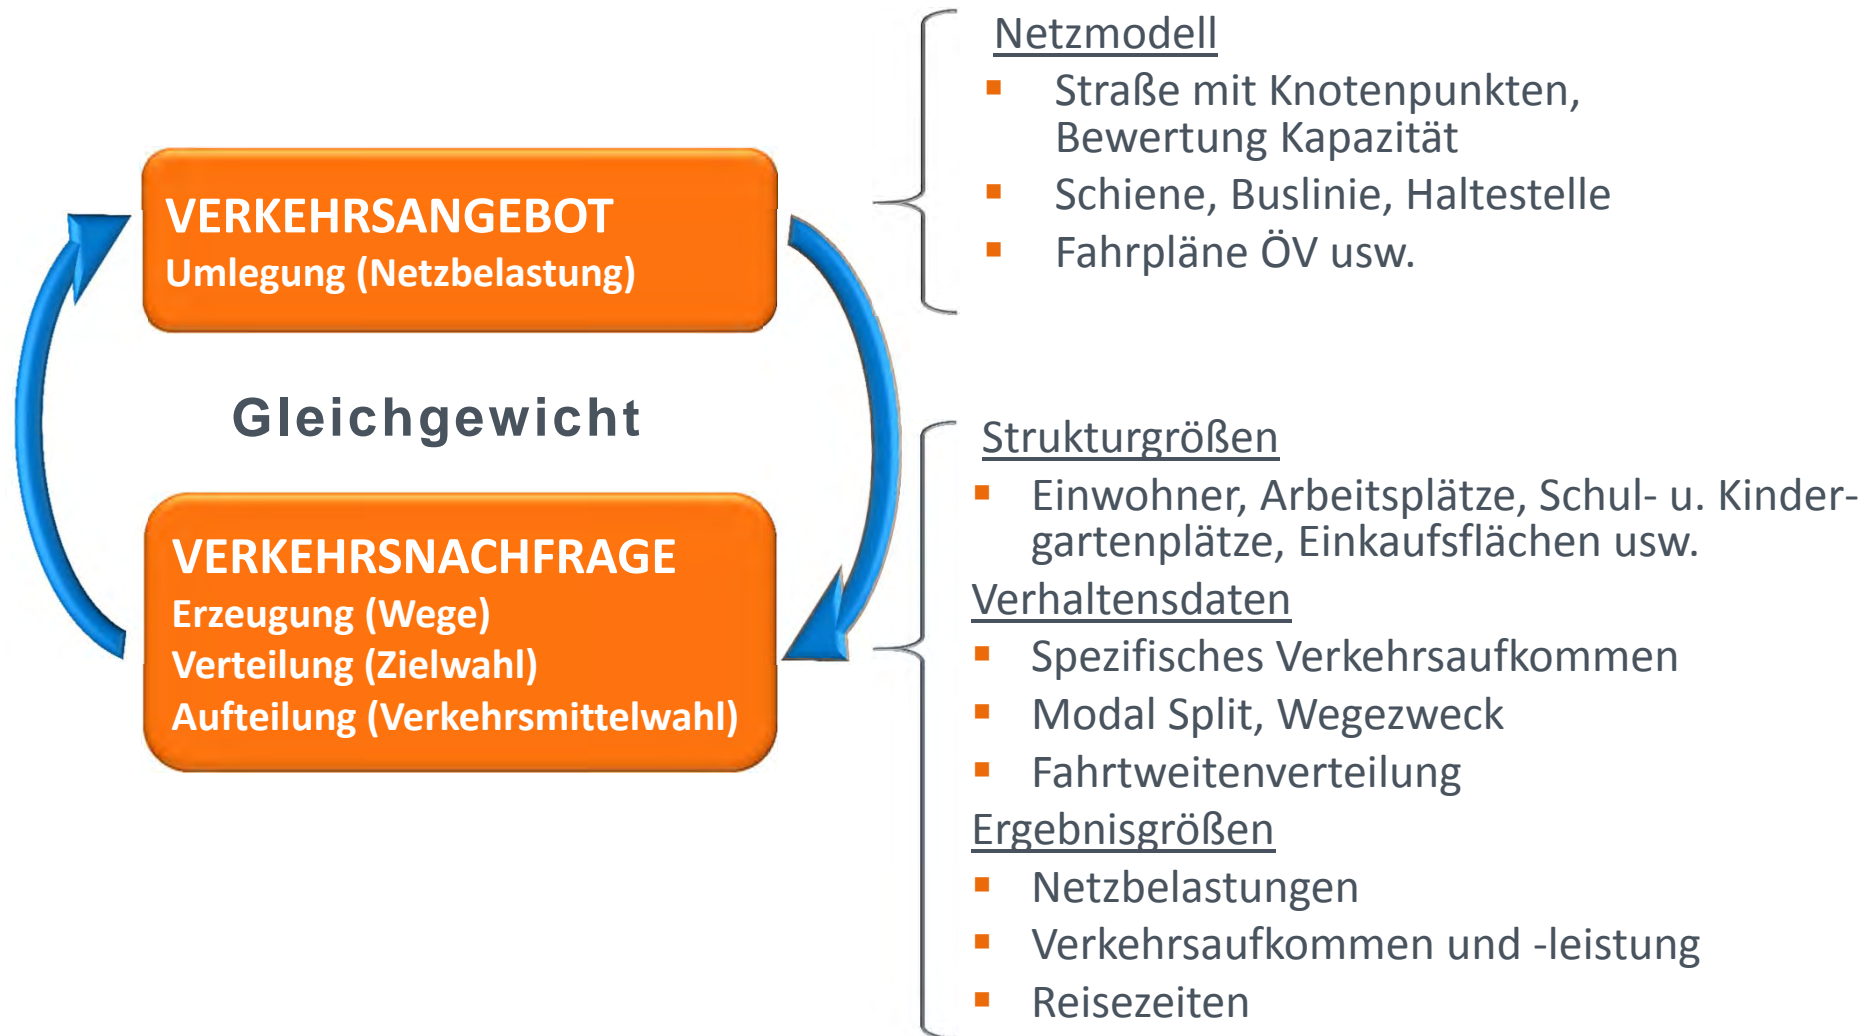 VERKEHRSANGEBOT
Umlegung (Netzbelastung)
Gleichgewicht
VERKEHRSNACHFRAGE
Erzeugung (Wege)
Verteilung (Zielwahl)
Aufteilung (Verkehrsmittelwahl)
Netzmodell
▪ Straße mit Knotenpunkten,
Bewertung Kapazität
▪ Schiene, Buslinie, Haltestelle
▪ Fahrpläne ÖV usw.
Strukturgrößen
▪ Einwohner, Arbeitsplätze, Schul- u. Kinder-
gartenplätze, Einkaufsflächen usw.
Verhaltensdaten
▪ Spezifisches Verkehrsaufkommen
▪ Modal Split, Wegezweck
▪ Fahrtweitenverteilung
Ergebnisgrößen
▪ Netzbelastungen
▪ Verkehrsaufkommen und -leistung
▪ Reisezeiten